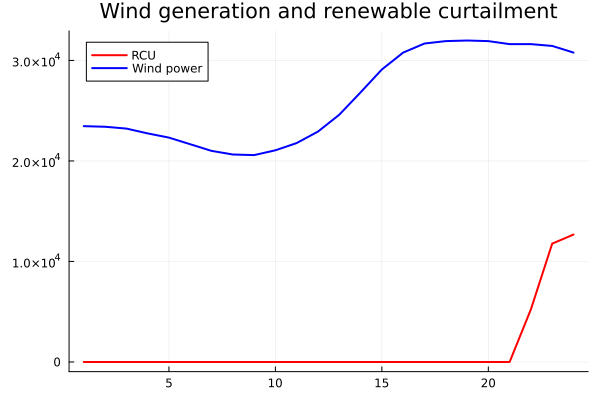 Wind generation and renewable curtailment
RCU
Wind power
3.0×10⁴
2.0×10⁴
1.0×10⁴
0
5 10 15 20